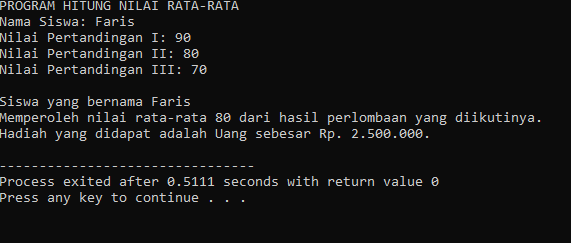 PROGRAM HITUNG NILAI RATA-RATA
Nama Siswa: Faris
Nilai Pertandingan I: 90
Nilai Pertandingan II: 80
Nilai Pertandingan III: 70
Siswa yang bernama Faris
Memperoleh nilai rata-rata 80 dari hasil perlombaan yang diikutinya.
Hadiah yang didapat adalah Uang sebesar Rp. 2.500.000.
--------------------------------
Process exited after 0.5111 seconds with return value 0
Press any key to continue . . .